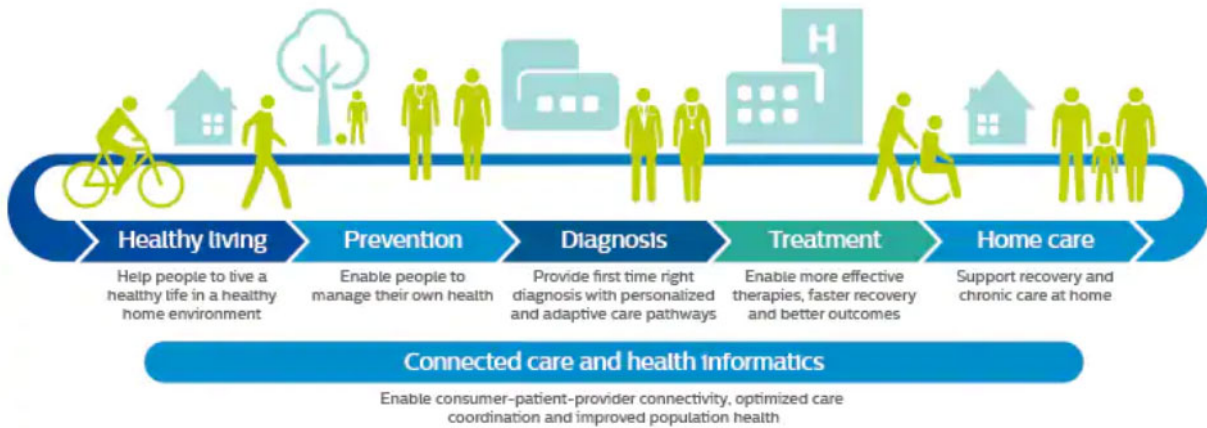 H
Healthy living
Prevention
Diagnosis
Treatment
Home care
Help people to live a
healthy life in a healthy
home environment
Enable people to
manage their own health
Provide first time right
diagnosis with personalized
and adaptive care pathways
Enable more effective
therapies, faster recovery
and better outcomes
Support recovery and
chronic care at home
Connected care and health informatics
Enable consumer-patient-provider connectivity, optimized care
coordination and improved population health